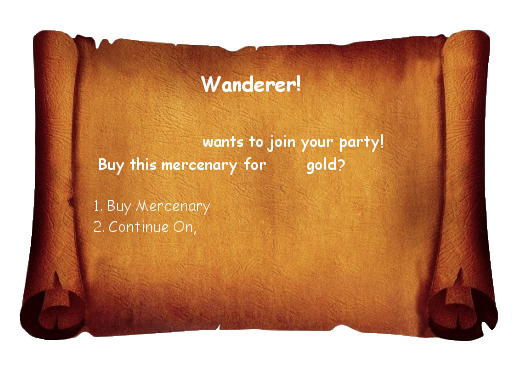 Wanderer!
wants to join your party!
Buy this mercenary for gold?
1. Buy Mercenary
2. Continue On,